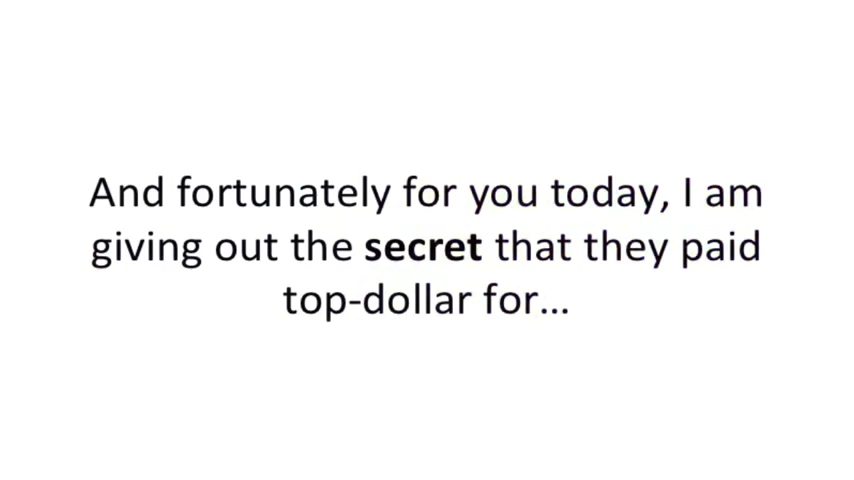 And fortunately for you today, I am
giving out the secret that they paid
top-dollar for...